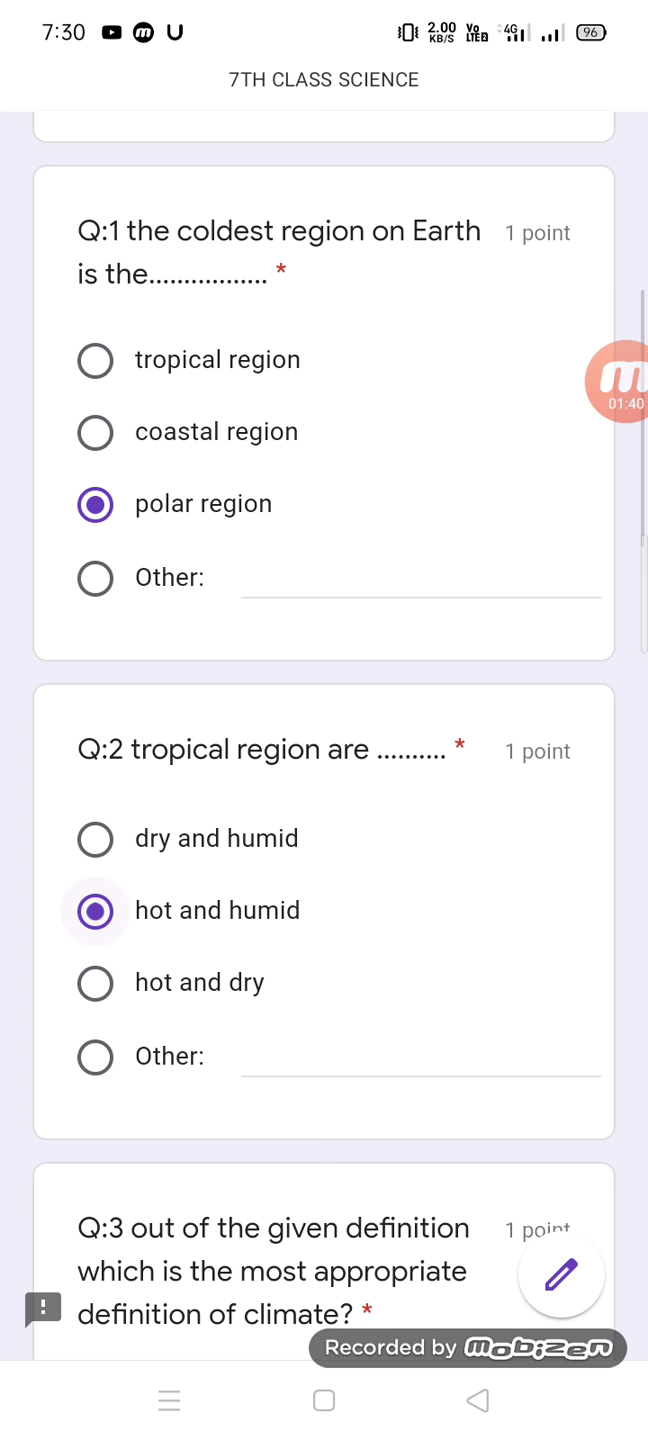 7:30 m U 2.00 KB/S Vo LTE2 4G 96
7TH CLASS SCIENCE
Q:1 the coldest region on Earth 1 point
is the................. *
tropical region
m
01:40
coastal region
polar region
Other:
Q:2 tropical region are .......... * 1 point
dry and humid
hot and humid
hot and dry
Other:
Q:3 out of the given definition 1 point
which is the most appropriate
definition of climate? *
Recorded by mobizen